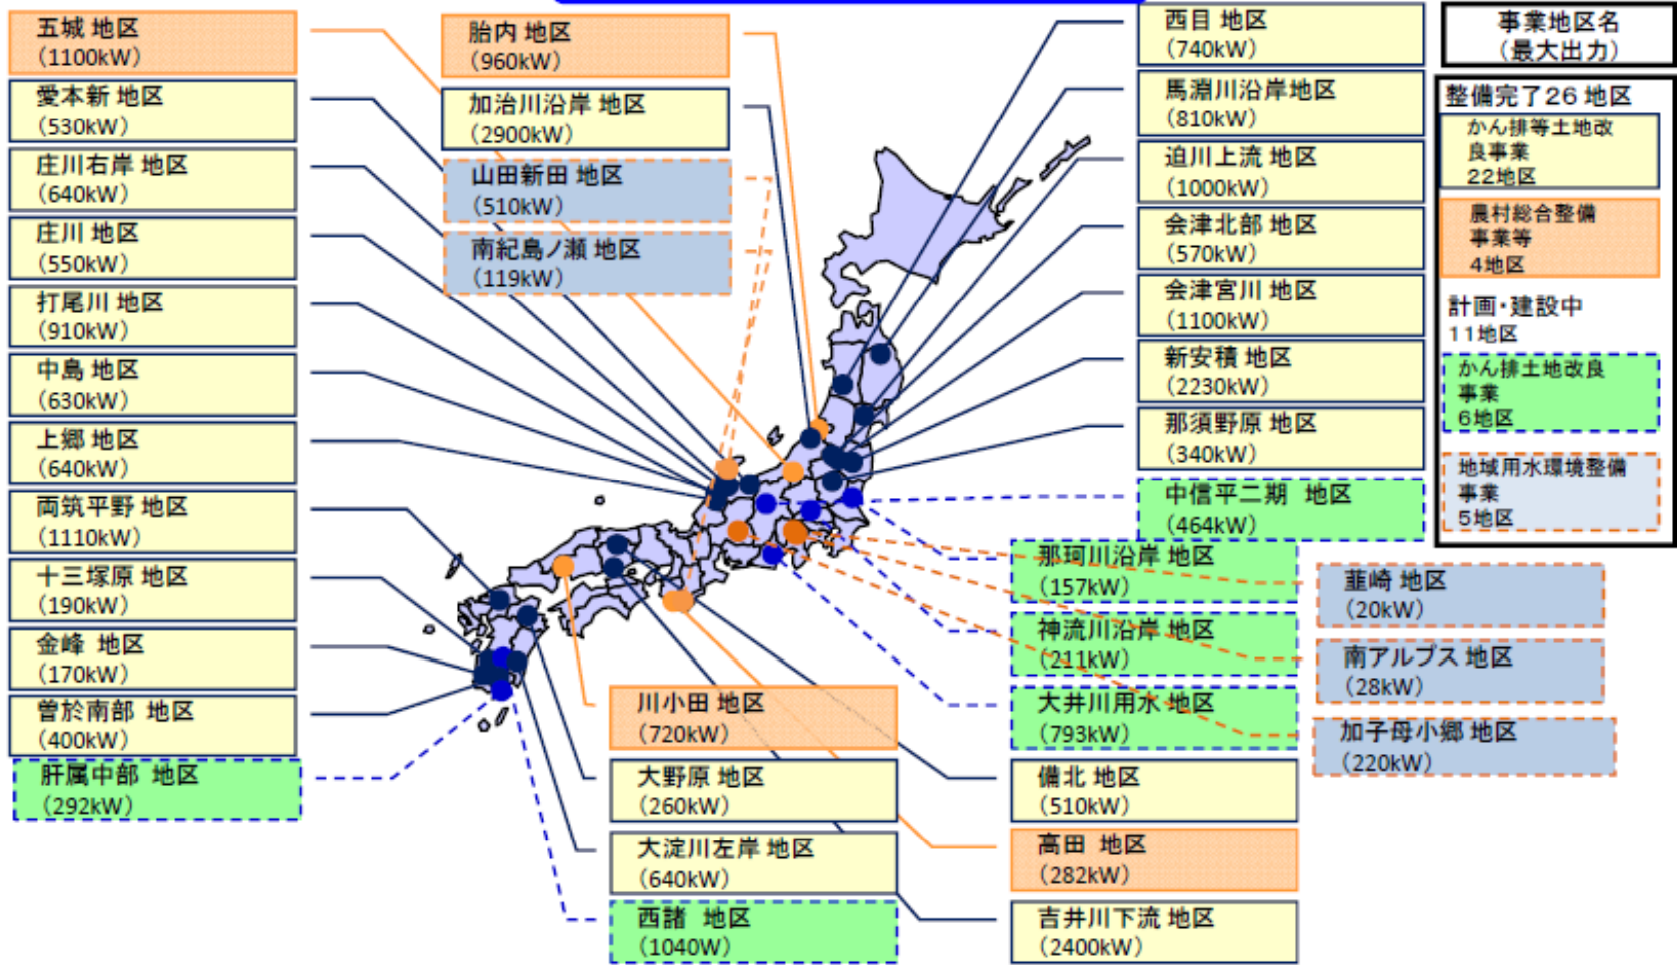 五城 地区
（1100kW）
愛本新 地区
（530kW）
庄川右岸 地区
（640kW）
庄川 地区
（550kW）
打尾川 地区
（910kW）
中島 地区
（630kW）
上郷 地区
（640kW）
両筑平野 地区
（1110kW）
十三塚原 地区
（190kW）
金峰 地区
（170kW）
曽於南部 地区
（400kW）
肝属中部 地区
（292kW）
胎内 地区
（960kW）
加治川沿岸 地区
（2900kW）
山田新田 地区
（510kW）
南紀島ノ瀬 地区
（119kW）
川小田 地区
（720kW）
大野原 地区
（260kW）
大淀川左岸 地区
（640kW）
西諸 地区
（1040W）
西目 地区
（740kW）
馬淵川沿岸地区
（810kW）
迫川上流 地区
（1000kW）
会津北部 地区
（570kW）
会津宮川 地区
（1100kW）
新安積 地区
（2230kW）
那須野原 地区
（340kW）
中信平二期 地区
（464kW）
那珂川沿岸 地区
（157kW）
神流川沿岸 地区
（211kW）
大井川用水 地区
（793kW）
備北 地区
（510kW）
高田 地区
（282kW）
吉井川下流 地区
（2400kW）
韮崎 地区
（20kW）
南アルプス 地区
（28kW）
加子母小郷 地区
（220kW）
事業地区名
（最大出力）
整備完了26 地区
かん排等土地改
良事業
22地区
農村総合整備
事業等
4地区
計画・建設中
11地区
かん排土地改良
事業
6地区
地域用水環境整備
事業
5地区